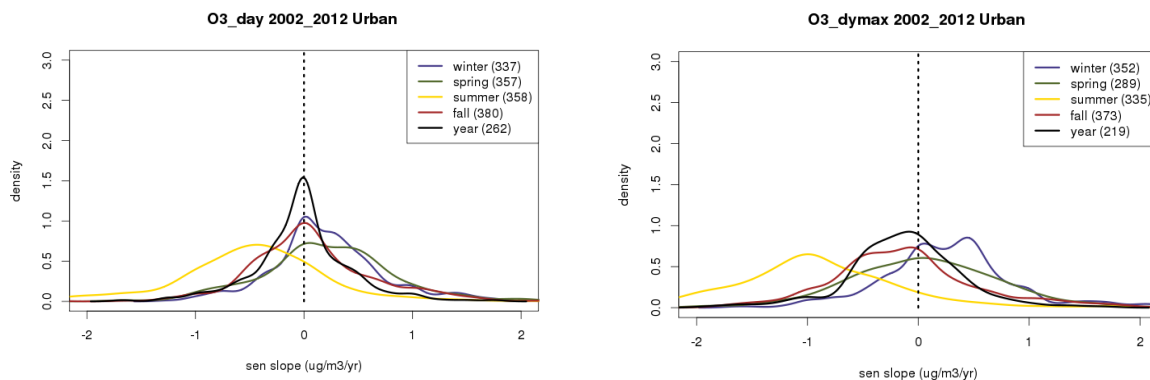 O3_day 2002_2012 Urban
density
3.0
2.5
2.0
1.5
1.0
0.5
0.0
winter (337)
spring (357)
summer (358)
fall (380)
year (262)
-2 -1 0 1 2
sen slope (ug/m3/yr)
O3_dymax 2002_2012 Urban
density
3.0
2.5
2.0
1.5
1.0
0.5
0.0
winter (352)
spring (289)
summer (335)
fall (373)
year (219)
-2 -1 0 1 2
sen slope (ug/m3/yr)